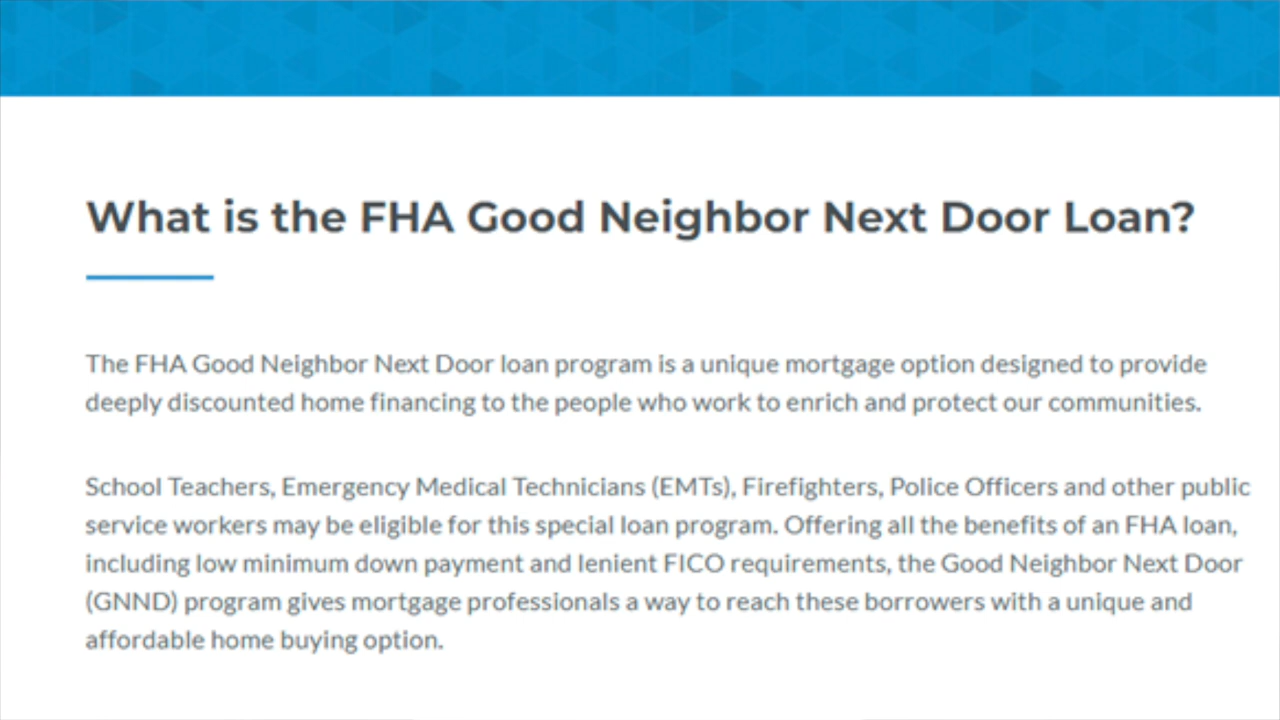 What is the FHA Good Neighbor Next Door Loan?
The FHA Good Neighbor Next Door loan program is a unique mortgage option designed to provide
deeply discounted home financing to the people who work to enrich and protect our communities.
School Teachers, Emergency Medical Technicians (EMTs), Firefighters, Police Officers and other public
service workers may be eligible for this special loan program. Offering all the benefits of an FHA loan,
including low minimum down payment and lenient FICO requirements, the Good Neighbor Next Door
(GNND) program gives mortgage professionals a way to reach these borrowers with a unique and
affordable home buying option.